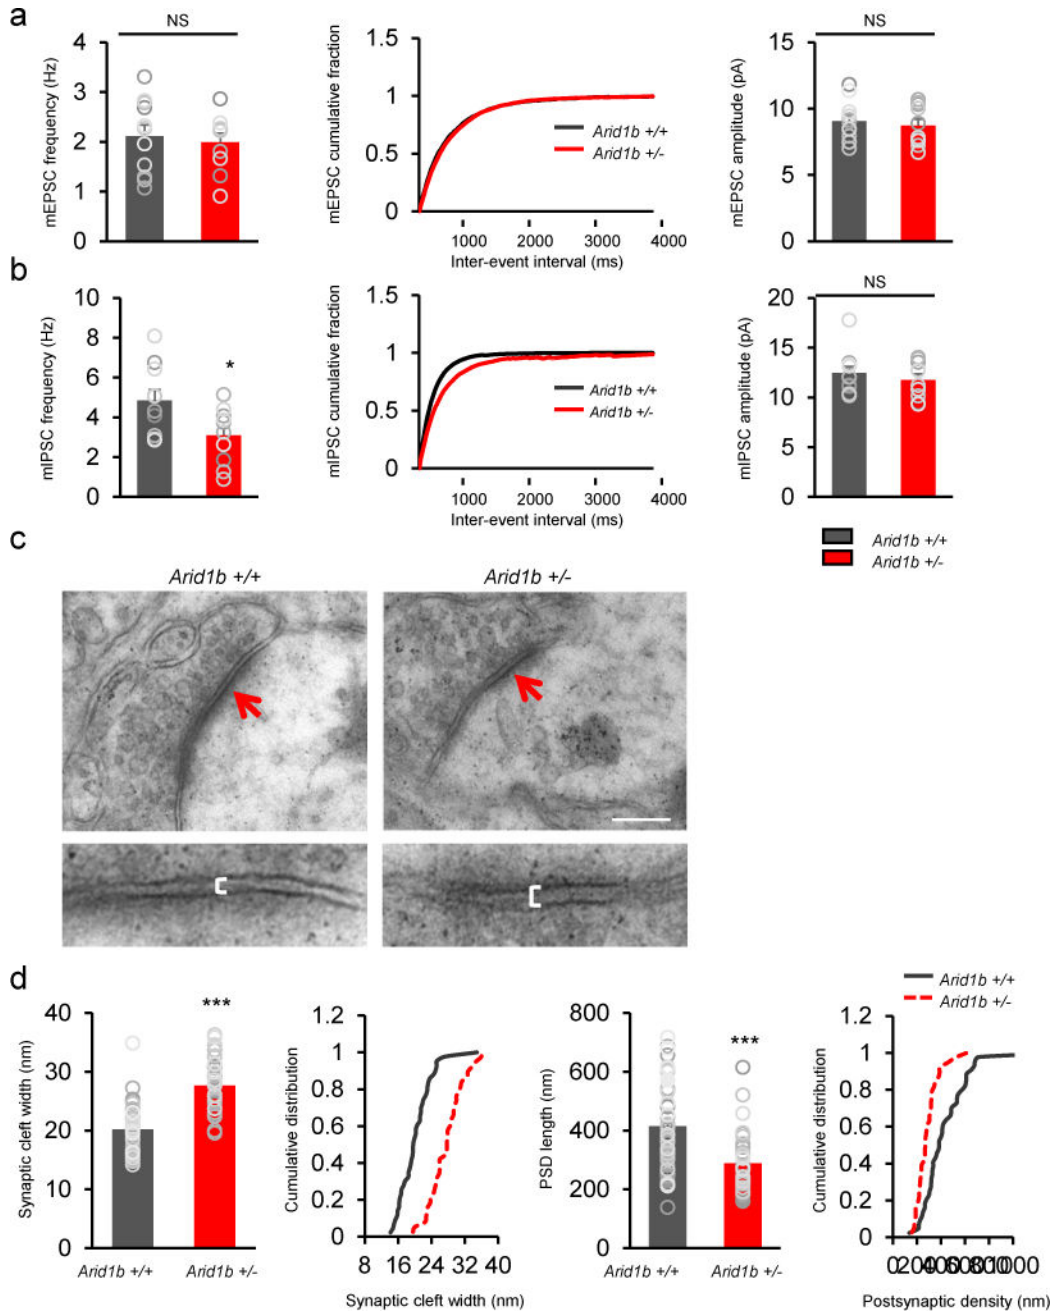 a
NS
mEPSC frequency (Hz)
4
3
2
1
0
mEPSC cumulative fraction
1.5
1
0.5
0
Arid1b +/+
Arid1b +/-
1000 2000 3000 4000
Inter-event interval (ms)
NS
mEPSC amplitude (pA)
15
10
5
0
b
mIPSC frequency (Hz)
10
8
6
4
2
0
*
mIPSC cumulative fraction
1.5
1
0.5
0
Arid1b +/+
Arid1b +/-
1000 2000 3000 4000
Inter-event interval (ms)
NS
mIPSC amplitude (pA)
20
15
10
5
0
Arid1b +/+
Arid1b +/-
c
Arid1b +/+
Arid1b +/-
d
Synaptic cleft width (nm)
40
30
20
10
0
***
Arid1b +/+ Arid1b +/-
Cumulative distribution
1.2
1
0.8
0.6
0.4
0.2
0
8 16 24 32 40
Synaptic cleft width (nm)
PSD length (nm)
800
600
400
200
0
***
Arid1b +/+ Arid1b +/-
Arid1b +/+
Arid1b +/-
Cumulative distribution
1.2
1
0.8
0.6
0.4
0.2
0
0 200 400 600 800 1000
Postsynaptic density (nm)